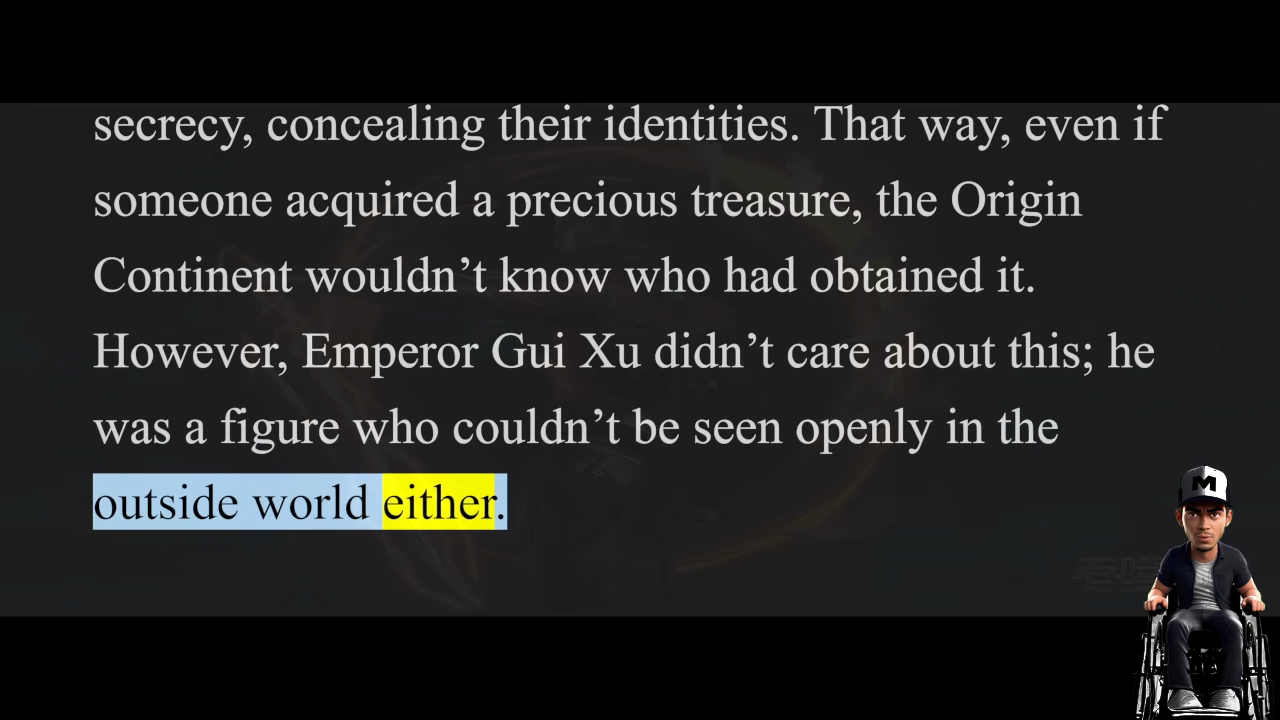 secrecy, concealing their identities. That way, even if
someone acquired a precious treasure, the Origin
Continent wouldn’t know who had obtained it.
However, Emperor Gui Xu didn’t care about this; he
was a figure who couldn’t be seen openly in the
outside world either.
M